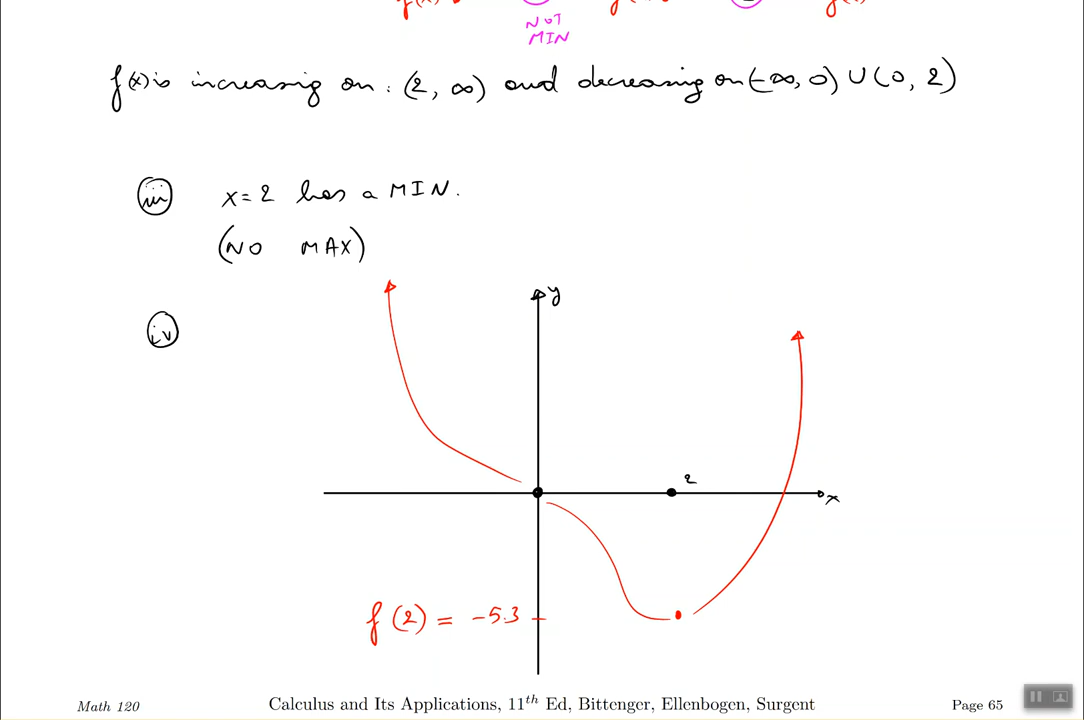 NOT
MIN
f(x) is increasing on : (2, ∞) and decreasing on (-∞, 0) ∪ (0, 2)
iii x = 2 has a MIN.
(NO MAX)
iv
y
2
x
f(2) = -5.3
Math 120 Calculus and Its Applications, 11th Ed, Bittenger, Ellenbogen, Surgent Page 65